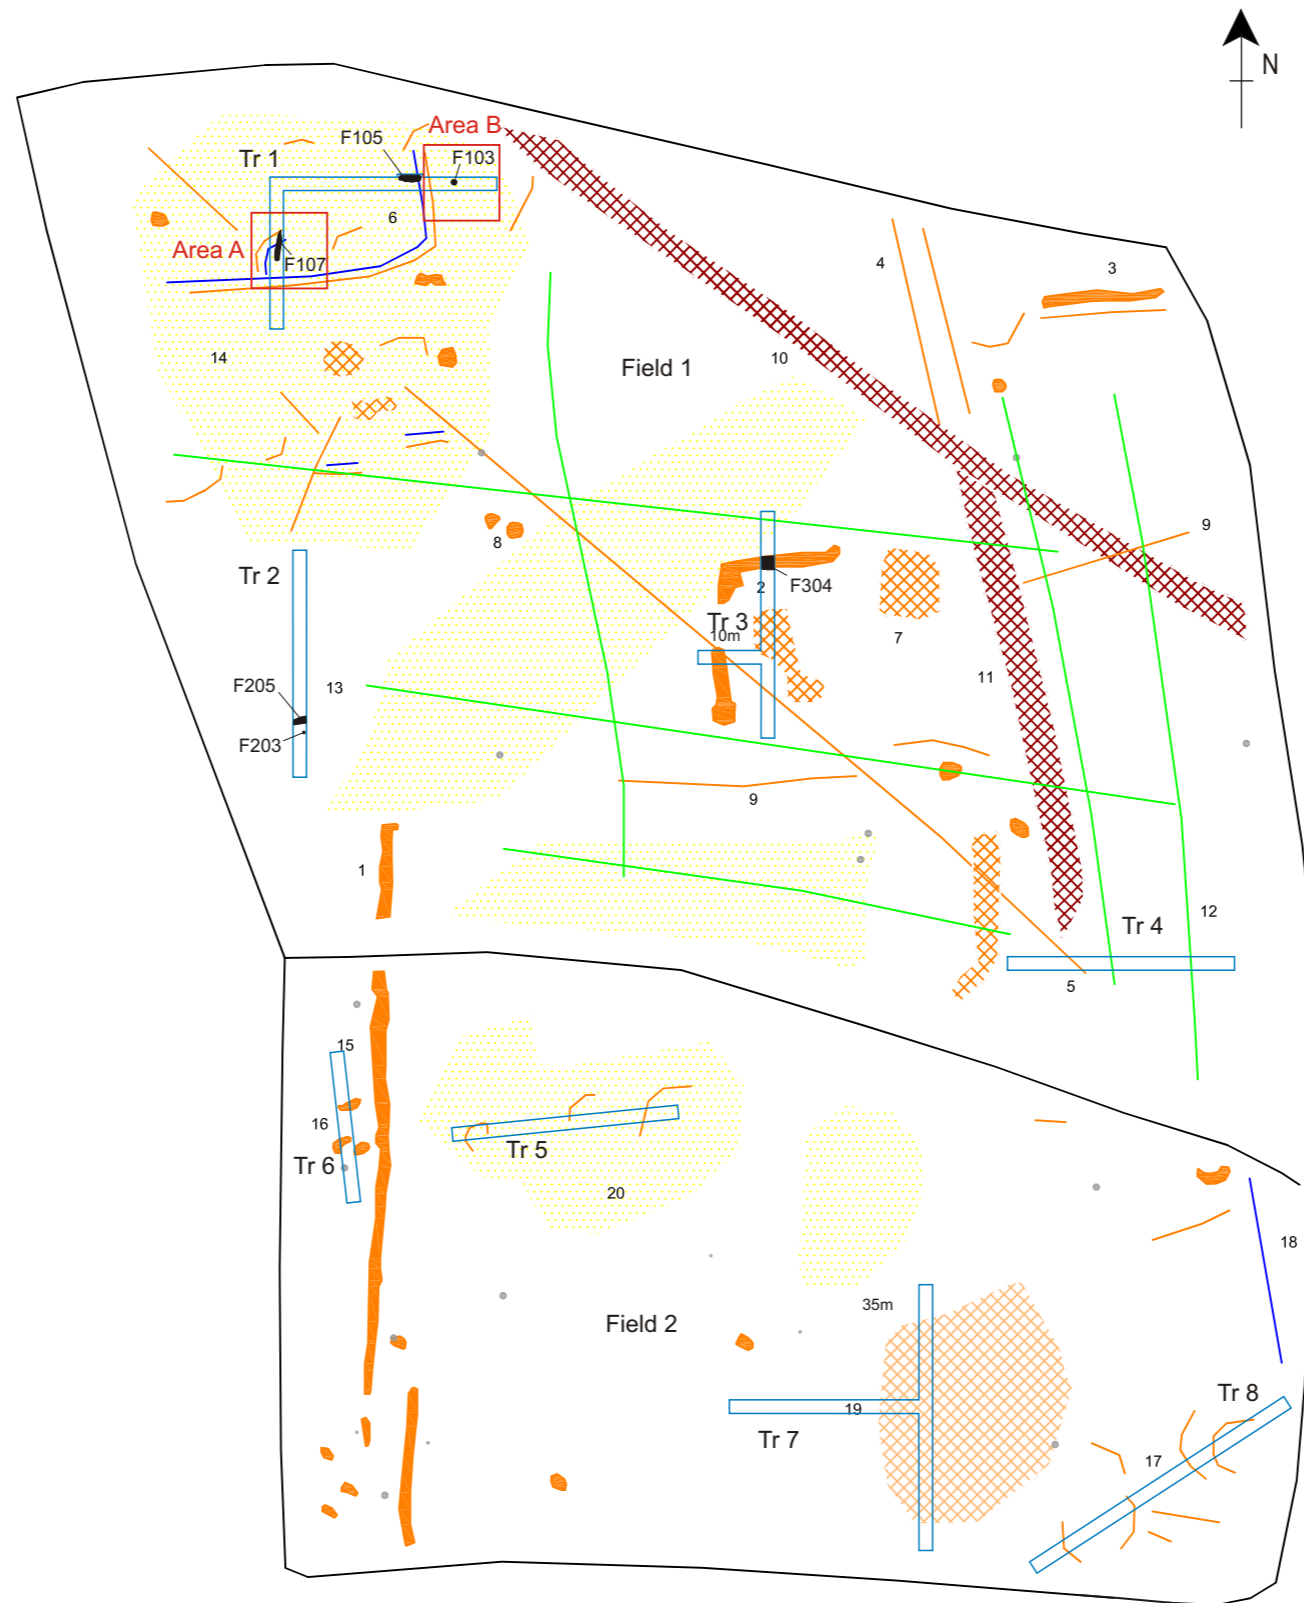 N
Area B
F105
F103
Tr 1
6
Area A
F107
4
3
14
10
Field 1
9
8
Tr 2
2
F304
Tr 3
10m
7
11
F205
13
F203
9
1
12
Tr 4
5
15
16
Tr 6
Tr 5
20
18
35m
Field 2
Tr 8
19
Tr 7
17